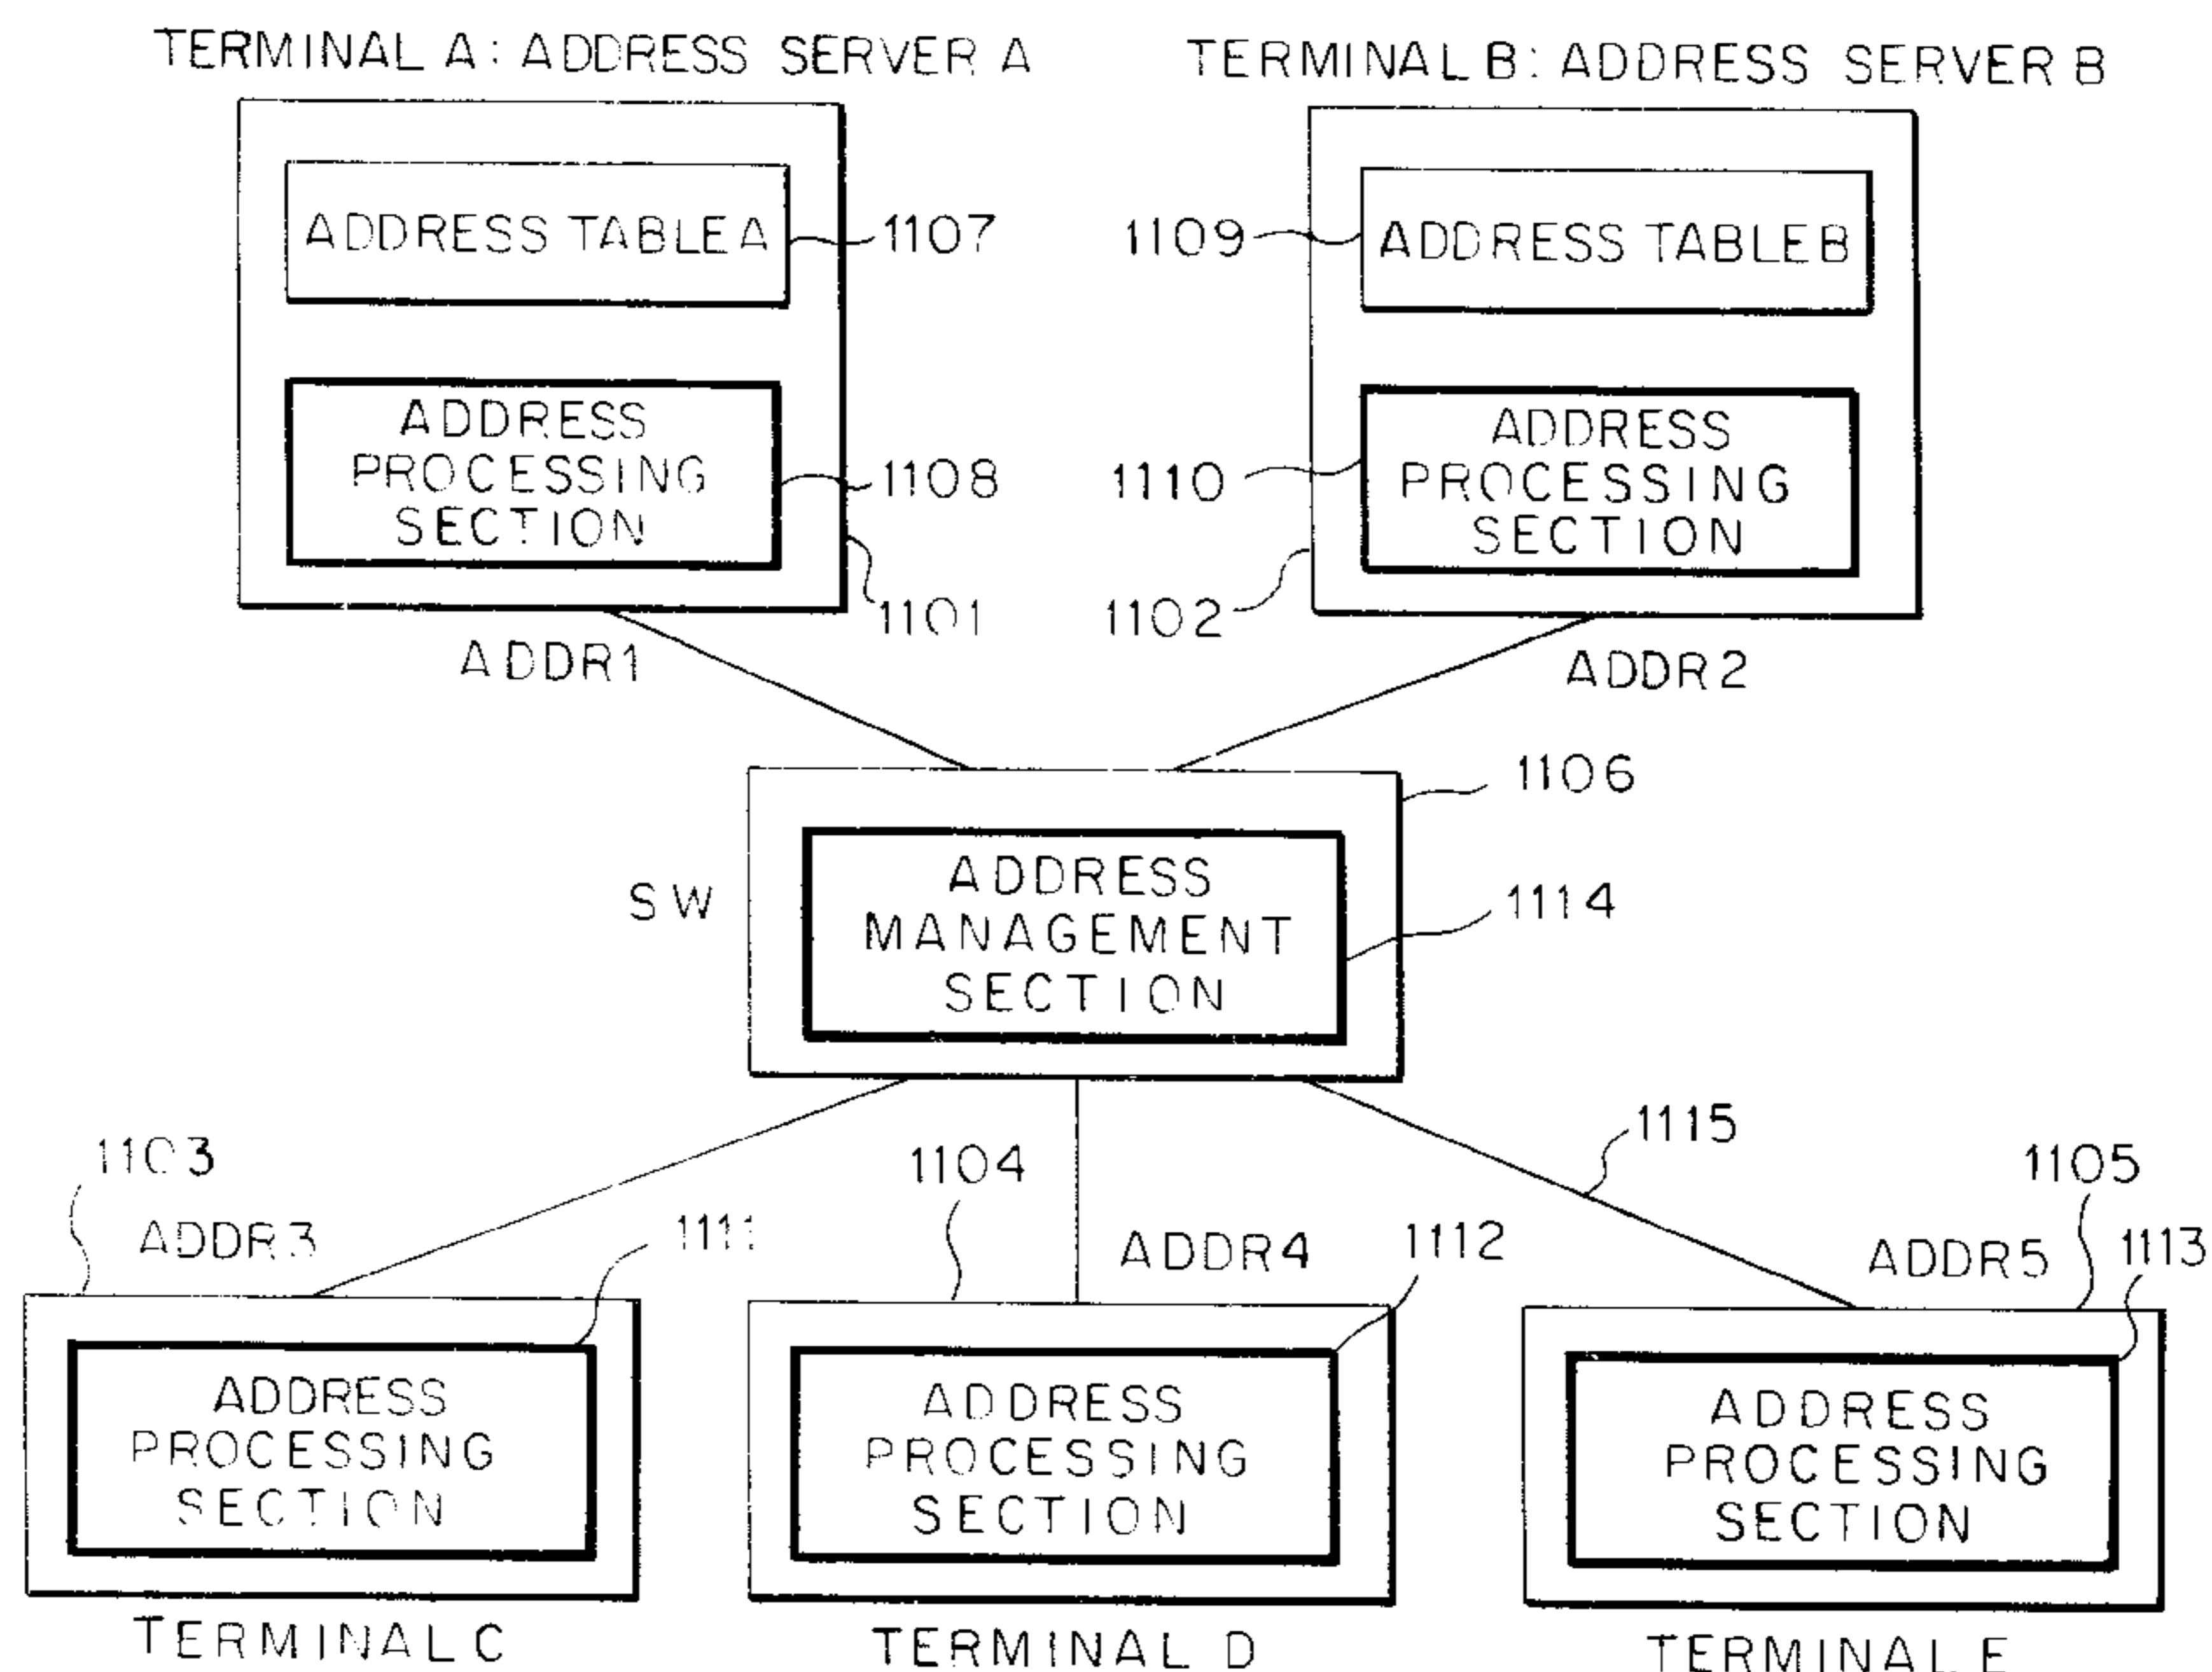 TERMINAL A: ADDRESS SERVER A
TERMINAL B: ADDRESS SERVER B
ADDRESS TABLE A
1107
1109
ADDRESS TABLE B
ADDRESS
PROCESSING
SECTION
1108
1110
ADDRESS
PROCESSING
SECTION
1101
1102
ADDR1
ADDR2
1106
SW
ADDRESS
MANAGEMENT
SECTION
1114
1115
1103
1104
1105
ADDR3
1111
ADDR4
1112
ADDR5
1113
ADDRESS
PROCESSING
SECTION
ADDRESS
PROCESSING
SECTION
ADDRESS
PROCESSING
SECTION
TERMINAL C
TERMINAL D
TERMINAL E